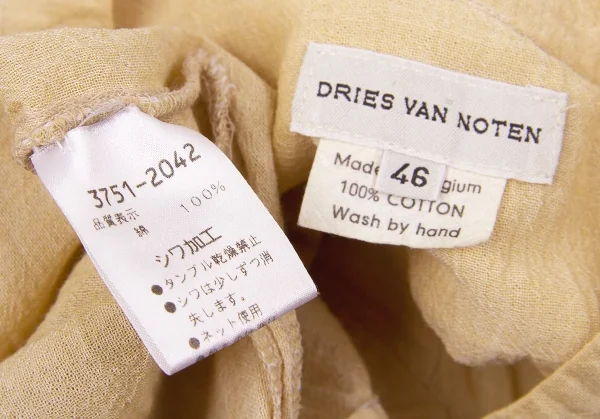 3751-2042
品質表示
綿 100%
シワ加工
●タンブル乾燥禁止
●シワは少しずつ消
失します。
●ネット使用
DRIES VAN NOTEN
Made 46 gium
100% COTTON
Wash by hand